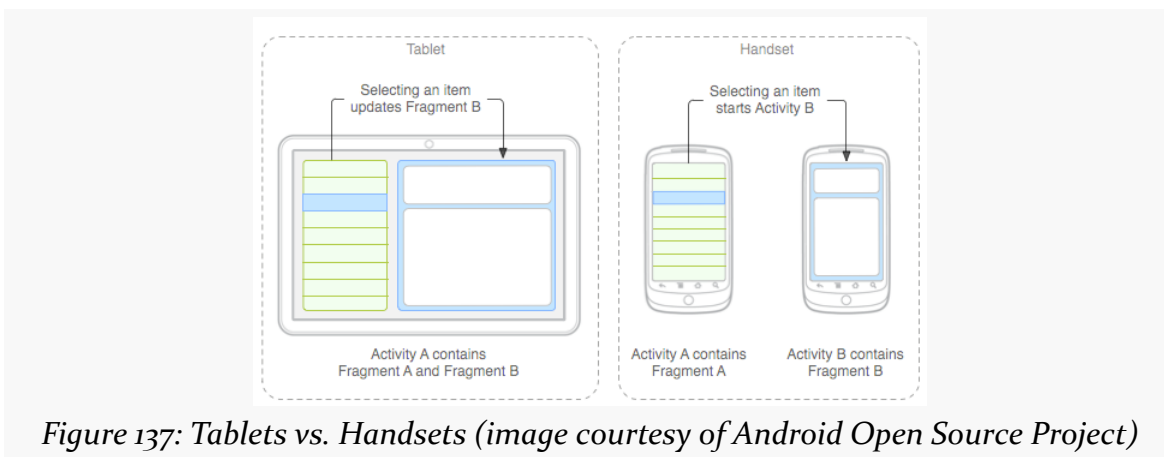 Tablet
Selecting an item
updates Fragment B
Activity A contains
Fragment A and Fragment B
Handset
Selecting an item
starts Activity B
Activity A contains
Fragment A
Activity B contains
Fragment B
Figure 137: Tablets vs. Handsets (image courtesy of Android Open Source Project)